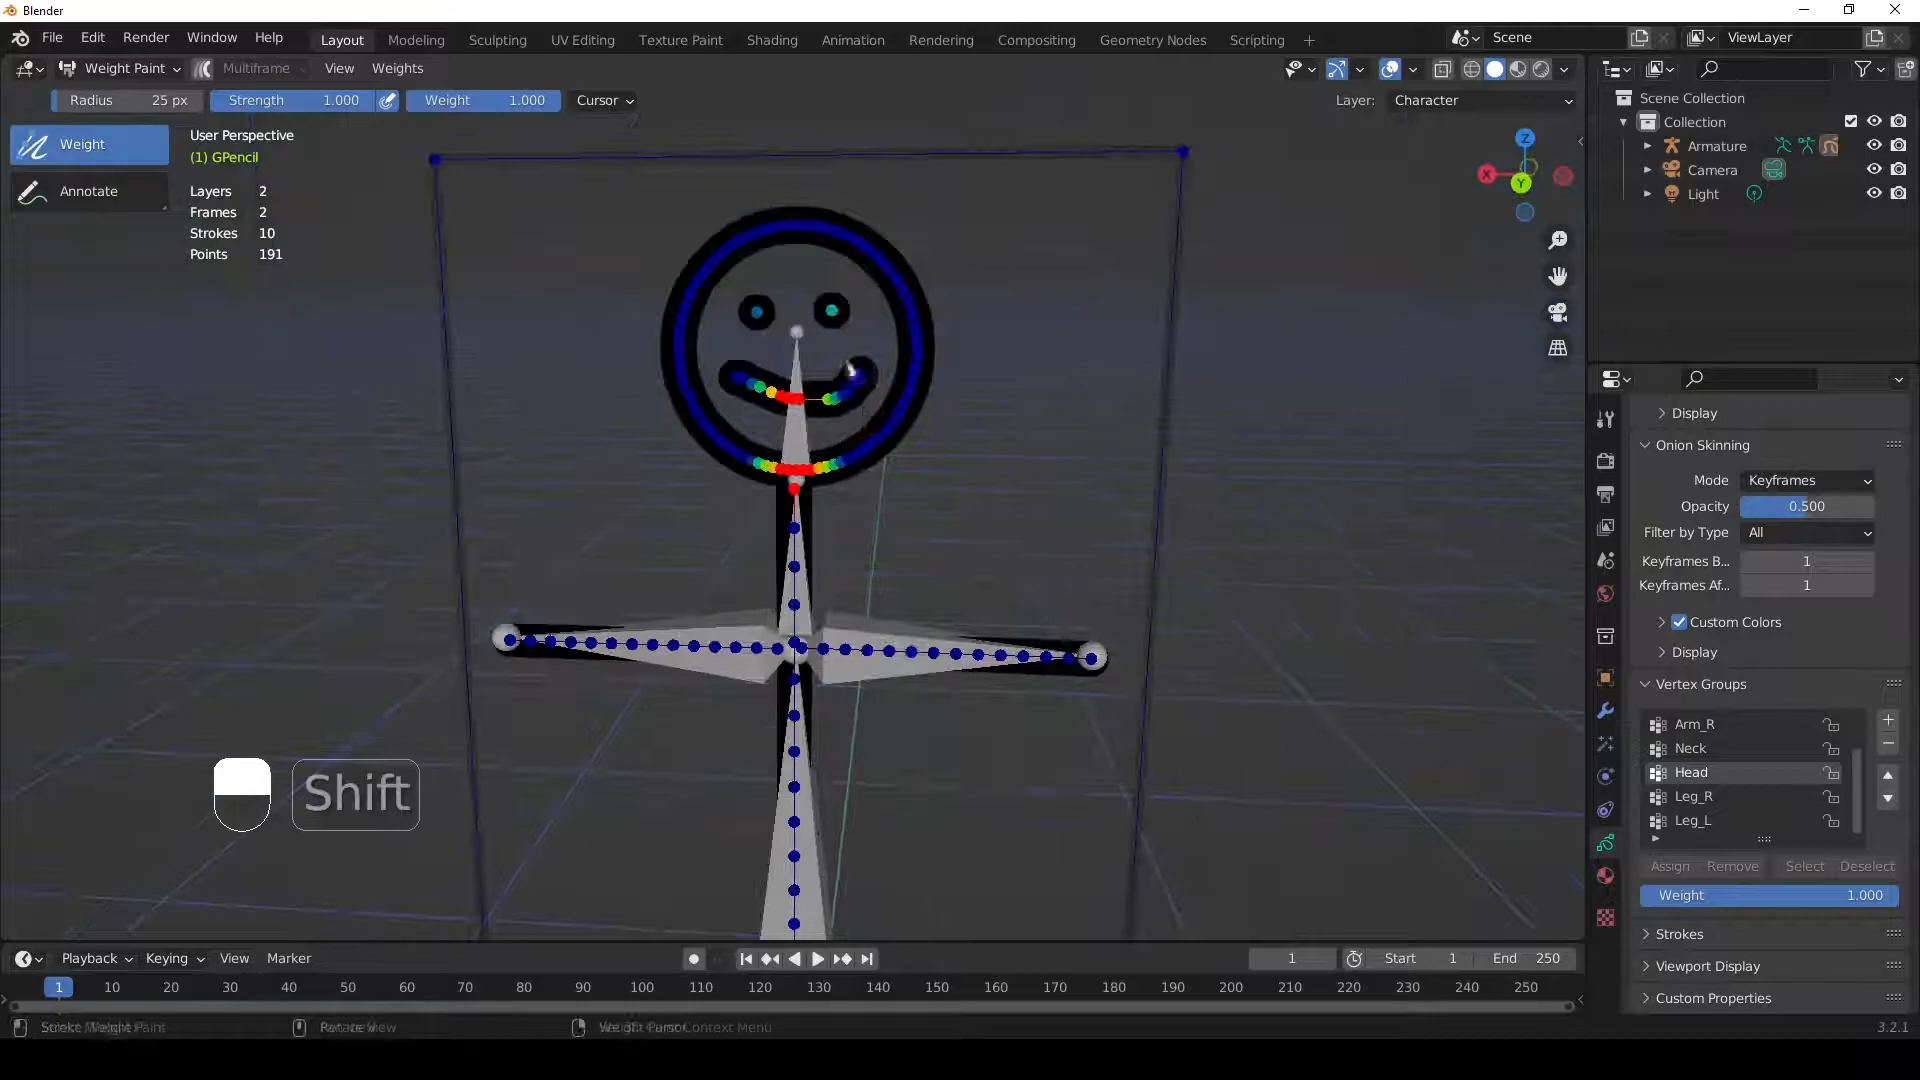 Blender
File Edit Render Window Help
Layout Modeling Sculpting UV Editing Texture Paint Shading Animation Rendering Compositing Geometry Nodes Scripting +
Scene
ViewLayer
Weight Paint Multiframe View Weights
Radius 25 px Strength 1.000 Weight 1.000 Cursor
Layer: Character
Weight
Annotate
User Perspective
(1) GPencil
Layers 2
Frames 2
Strokes 10
Points 191
Z
X
Y
Shift
Scene Collection
Collection
Armature
Camera
Light
Display
Onion Skinning
Mode Keyframes
Opacity 0.500
Filter by Type All
Keyframes B... 1
Keyframes Af... 1
Custom Colors
Display
Vertex Groups
Arm_R
Neck
Head
Leg_R
Leg_L
Assign Remove Select Deselect
Weight 1.000
Strokes
Viewport Display
Custom Properties
Playback Keying View Marker
1 Start 1 End 250
1 10 20 30 40 50 60 70 80 90 100 110 120 130 140 150 160 170 180 190 200 210 220 230 240 250
Context Menu
3.2.1